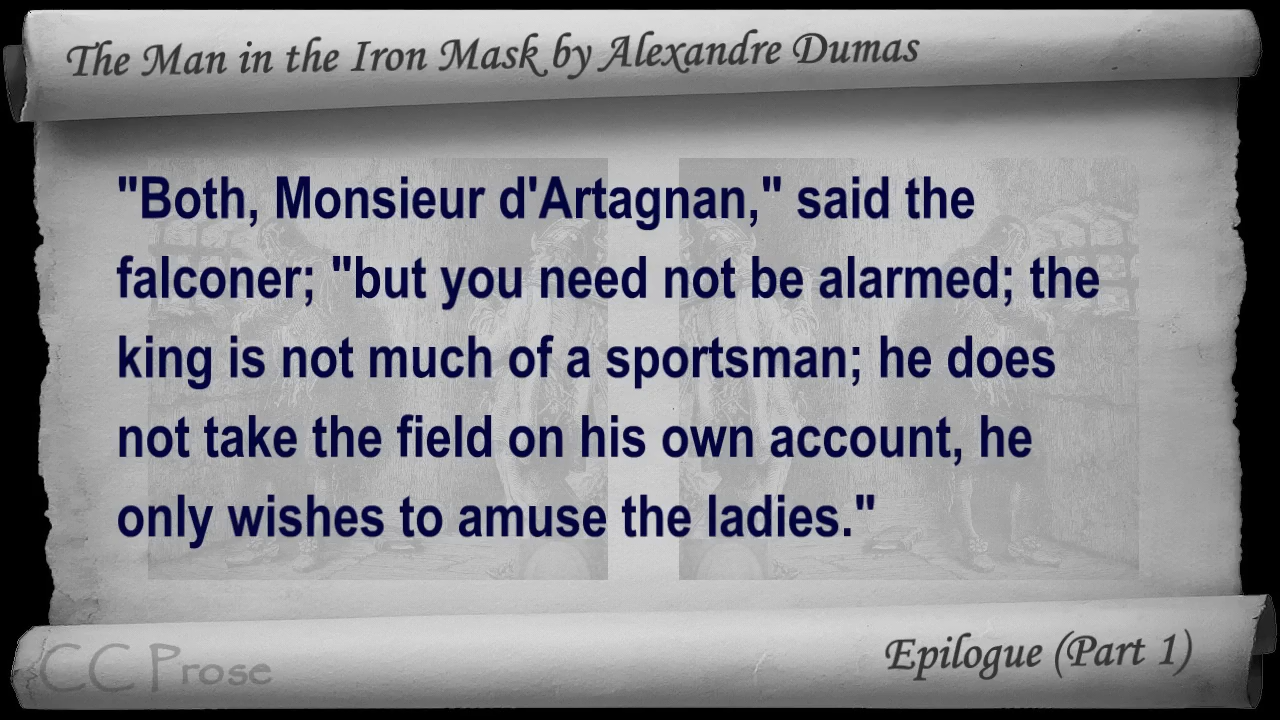 The Man in the Iron Mask by Alexandre Dumas
"Both, Monsieur d'Artagnan," said the
falconer; "but you need not be alarmed; the
king is not much of a sportsman; he does
not take the field on his own account, he
only wishes to amuse the ladies."
CC Prose
Epilogue (Part 1)